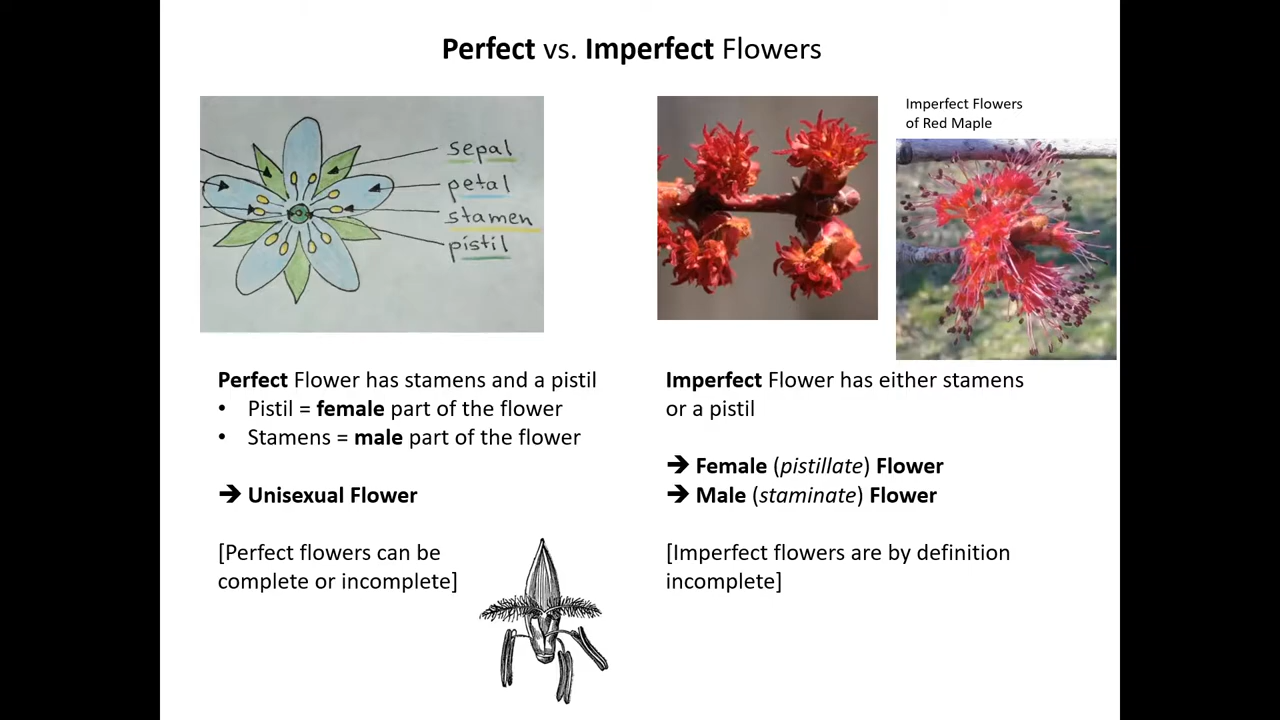 Perfect vs. Imperfect Flowers
sepal
petal
stamen
pistil
Imperfect Flowers
of Red Maple
Perfect Flower has stamens and a pistil
• Pistil = female part of the flower
• Stamens = male part of the flower
➔ Unisexual Flower
[Perfect flowers can be
complete or incomplete]
Imperfect Flower has either stamens
or a pistil
➔ Female (pistillate) Flower
➔ Male (staminate) Flower
[Imperfect flowers are by definition
incomplete]